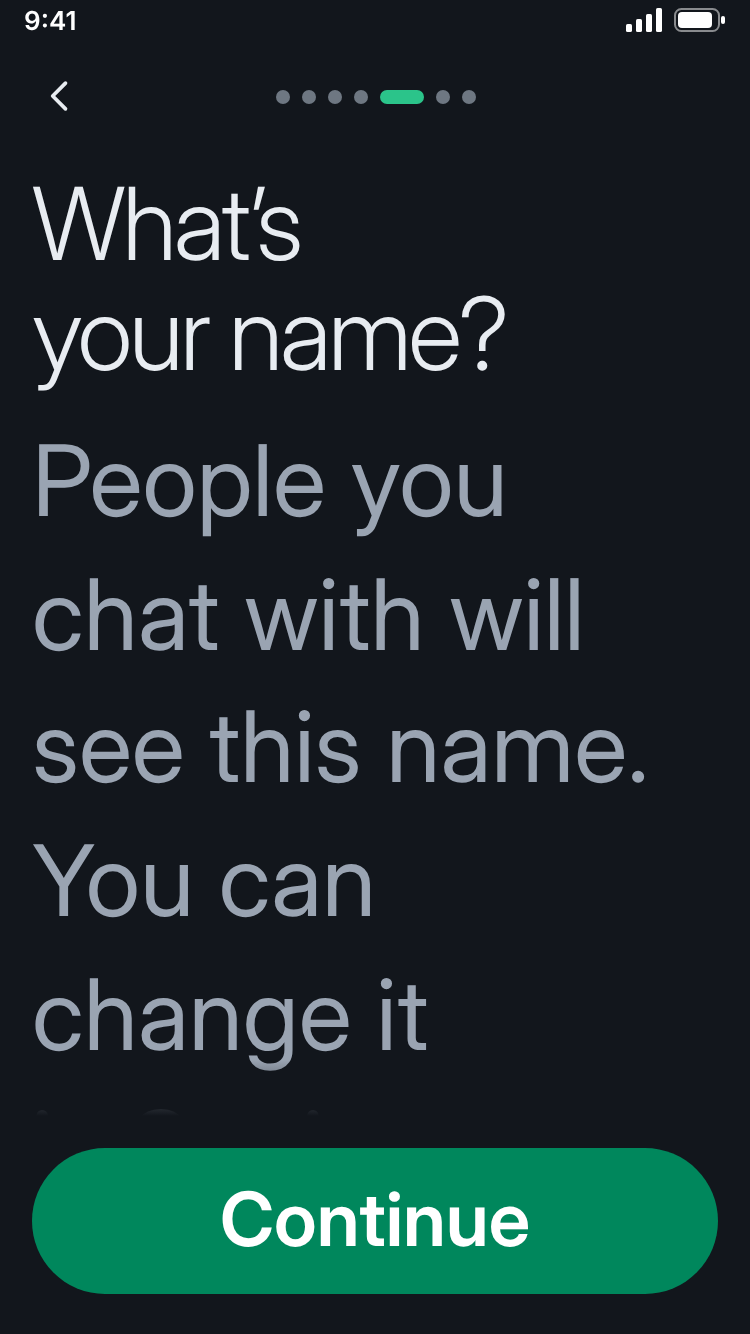 9:41
What’s
your name?
People you
chat with will
see this name.
You can
change it
Continue